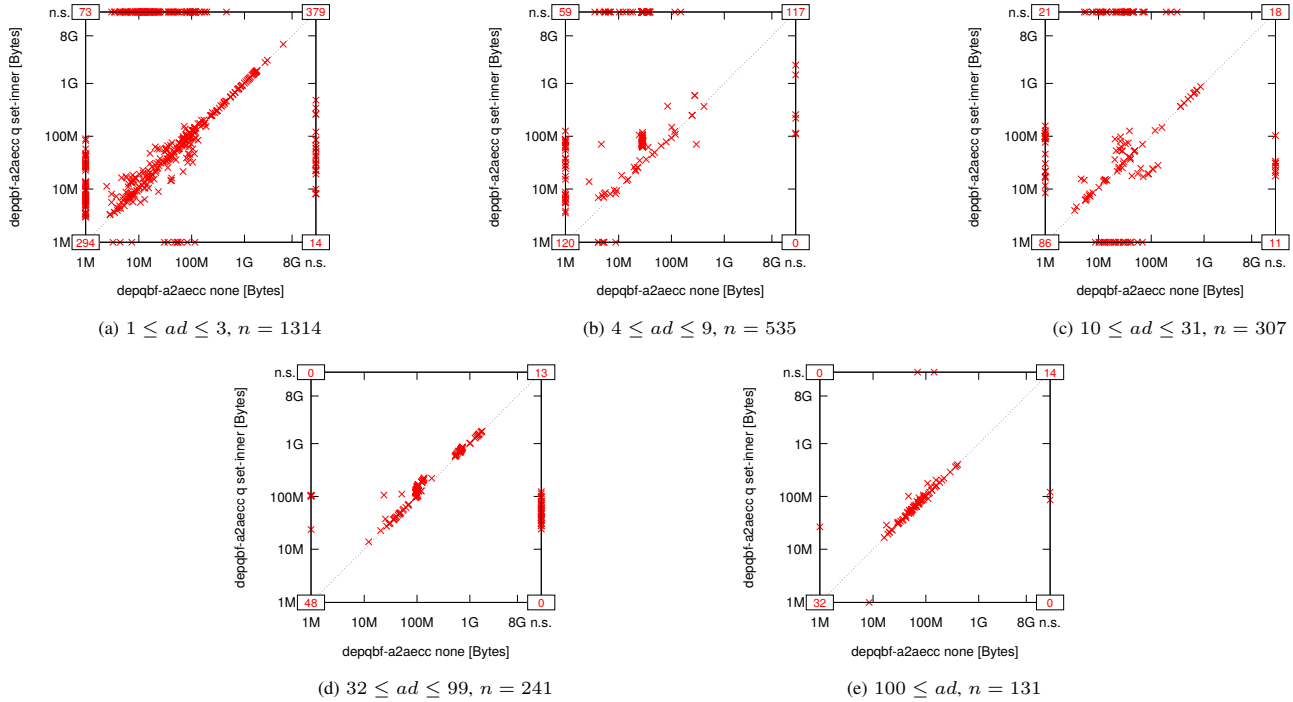 n.s. 73 379
8G
1G
100M
10M
1M 294 14
1M 10M 100M 1G 8G n.s.
depqbf-a2aecc q set-inner [Bytes]
depqbf-a2aecc none [Bytes]
(a) 1 ≤ ad ≤ 3, n = 1314
n.s. 59 117
8G
1G
100M
10M
1M 120 0
1M 10M 100M 1G 8G n.s.
depqbf-a2aecc q set-inner [Bytes]
depqbf-a2aecc none [Bytes]
(b) 4 ≤ ad ≤ 9, n = 535
n.s. 21 18
8G
1G
100M
10M
1M 86 11
1M 10M 100M 1G 8G n.s.
depqbf-a2aecc q set-inner [Bytes]
depqbf-a2aecc none [Bytes]
(c) 10 ≤ ad ≤ 31, n = 307
n.s. 0 13
8G
1G
100M
10M
1M 48 0
1M 10M 100M 1G 8G n.s.
depqbf-a2aecc q set-inner [Bytes]
depqbf-a2aecc none [Bytes]
(d) 32 ≤ ad ≤ 99, n = 241
n.s. 0 14
8G
1G
100M
10M
1M 32 0
1M 10M 100M 1G 8G n.s.
depqbf-a2aecc q set-inner [Bytes]
depqbf-a2aecc none [Bytes]
(e) 100 ≤ ad, n = 131